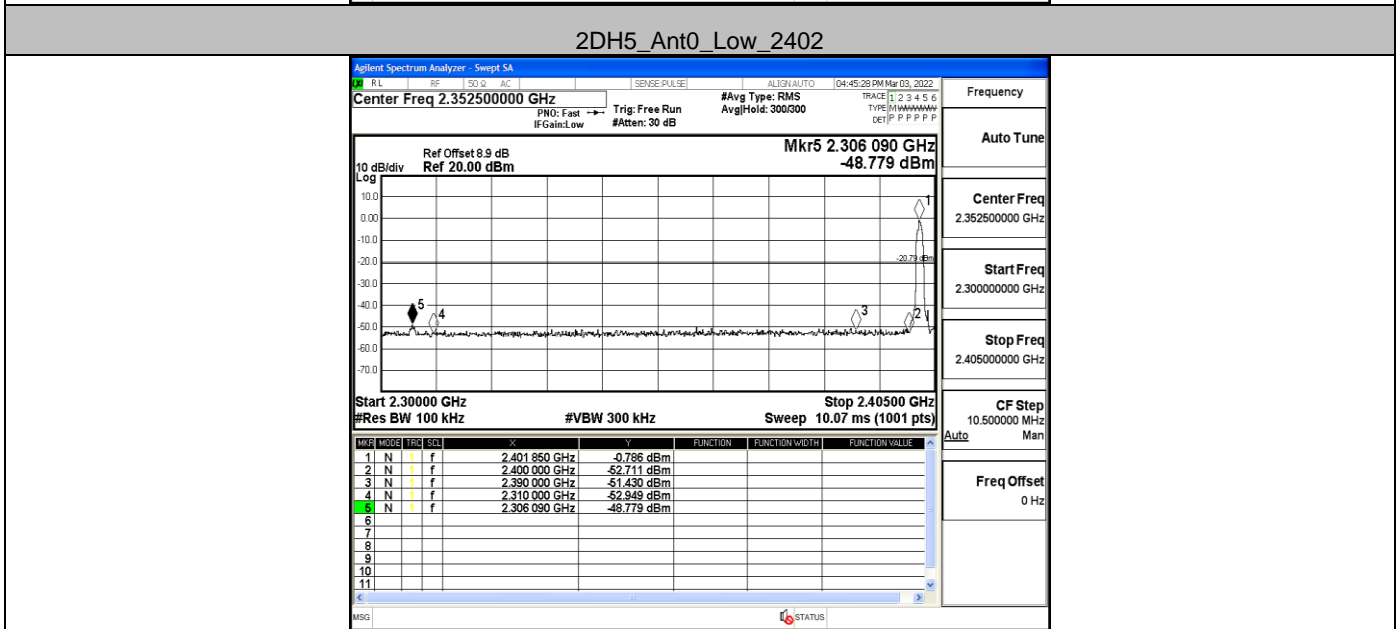 2DH5_Ant0_Low_2402
Agilent Spectrum Analyzer - Swept SA
RL RF 50 Ω AC SENSE:PULSE ALIGN AUTO 04:45:28 PM Mar 03, 2022
Center Freq 2.352500000 GHz
PNO: Fast
IFGain:Low
Trig: Free Run
#Atten: 30 dB
#Avg Type: RMS
Avg|Hold: 300/300
TRACE 1 2 3 4 5 6
TYPE M
DET P P P P P P
Mkr5 2.306 090 GHz
-48.779 dBm
Ref Offset 8.9 dB
10 dB/div Ref 20.00 dBm
Log
10.0
0.00
-10.0
-20.0
-30.0
-40.0
-50.0
-60.0
-70.0
1
-20.79 dBm
5
4
3
2
Start 2.30000 GHz Stop 2.40500 GHz
#Res BW 100 kHz #VBW 300 kHz Sweep 10.07 ms (1001 pts)
MKR MODE TRC SCL X Y FUNCTION FUNCTION WIDTH FUNCTION VALUE
1 N 1 f 2.401 850 GHz -0.786 dBm
2 N 1 f 2.400 000 GHz -52.711 dBm
3 N 1 f 2.390 000 GHz -51.430 dBm
4 N 1 f 2.310 000 GHz -52.949 dBm
5 N 1 f 2.306 090 GHz -48.779 dBm
6
7
8
9
10
11
MSG STATUS
Frequency
Auto Tune
Center Freq
2.352500000 GHz
Start Freq
2.300000000 GHz
Stop Freq
2.405000000 GHz
CF Step
10.500000 MHz
Auto Man
Freq Offset
0 Hz